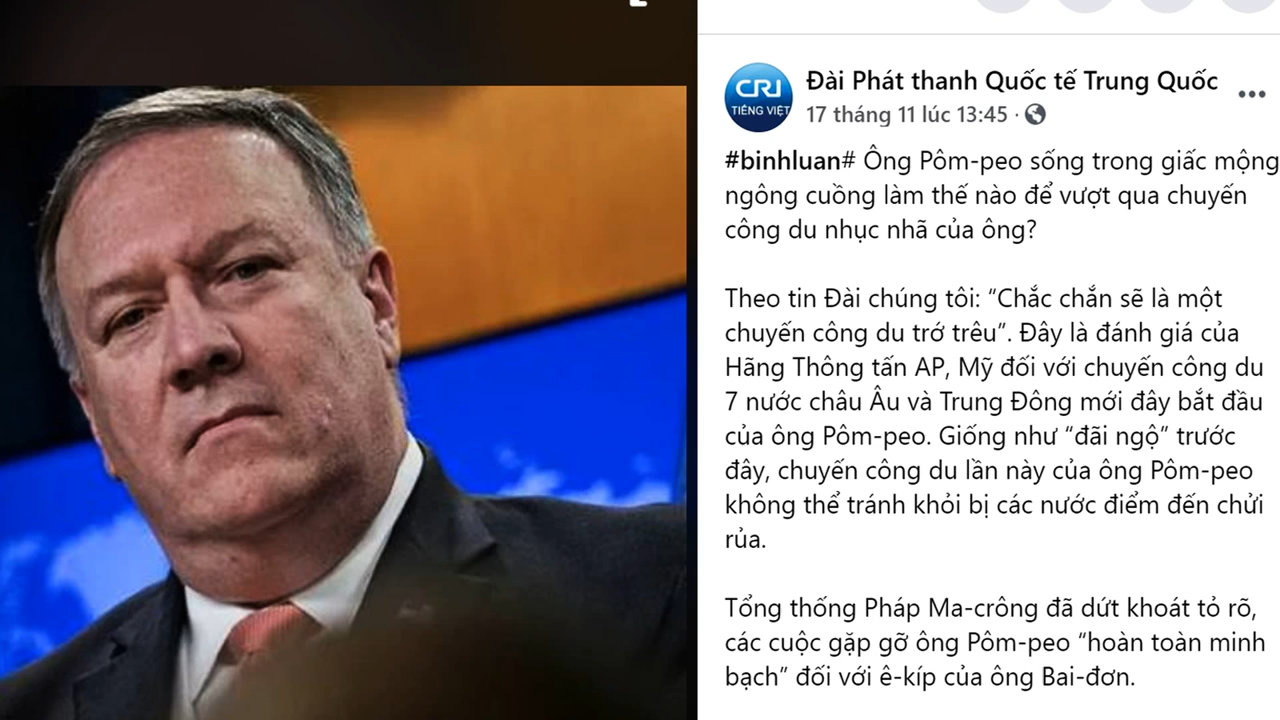 CRI
TIẾNG VIỆT
Đài Phát thanh Quốc tế Trung Quốc
17 tháng 11 lúc 13:45 ·
#binhluan# Ông Pôm-peo sống trong giấc mộng
ngông cuồng làm thế nào để vượt qua chuyến
công du nhục nhã của ông?
Theo tin Đài chúng tôi: “Chắc chắn sẽ là một
chuyến công du trớ trêu”. Đây là đánh giá của
Hãng Thông tấn AP, Mỹ đối với chuyến công du
7 nước châu Âu và Trung Đông mới đây bắt đầu
của ông Pôm-peo. Giống như “đãi ngộ” trước
đây, chuyến công du lần này của ông Pôm-peo
không thể tránh khỏi bị các nước điểm đến chửi
rủa.
Tổng thống Pháp Ma-crông đã dứt khoát tỏ rõ,
các cuộc gặp gỡ ông Pôm-peo “hoàn toàn minh
bạch” đối với ê-kíp của ông Bai-đơn.